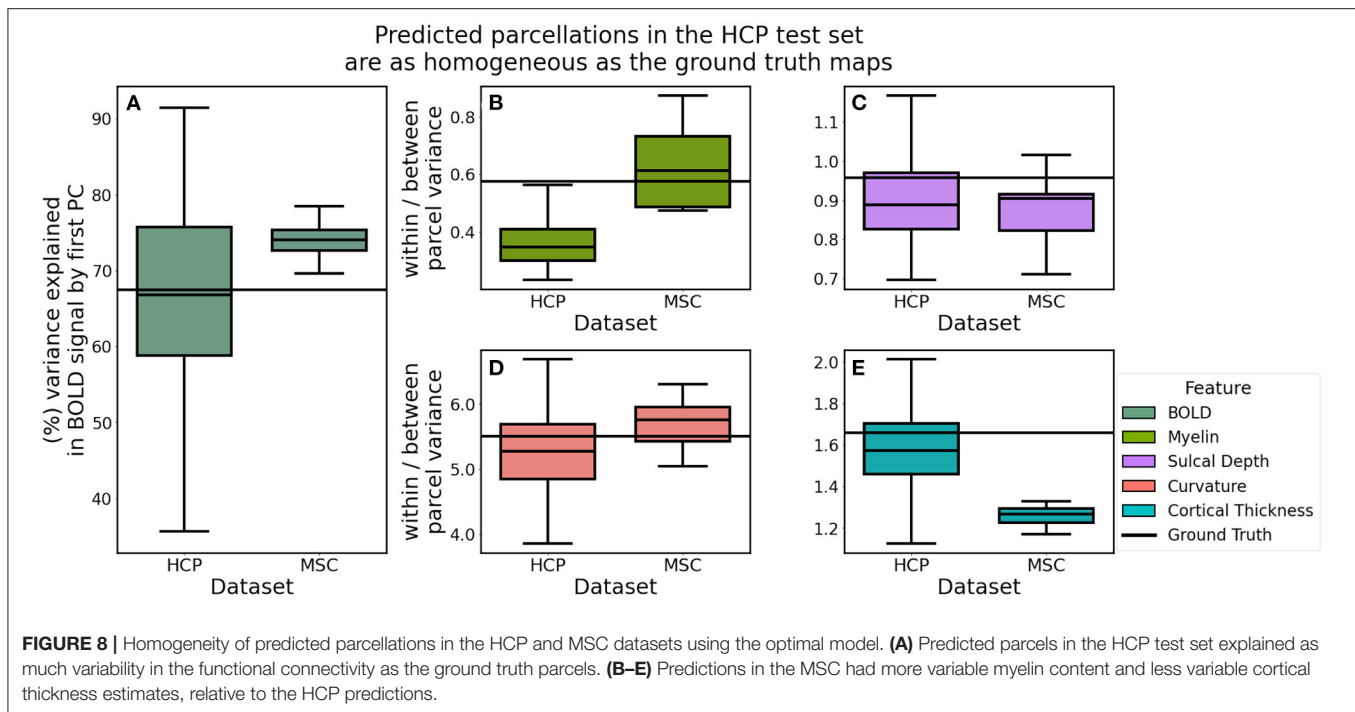 Predicted parcellations in the HCP test set
are as homogeneous as the ground truth maps
A
(%) variance explained
in BOLD signal by first PC
90
80
70
60
50
40
HCP
MSC
Dataset
B
within / between
parcel variance
0.8
0.6
0.4
HCP
MSC
Dataset
C
1.1
1.0
0.9
0.8
0.7
HCP
MSC
Dataset
D
within / between
parcel variance
6.0
5.0
4.0
HCP
MSC
Dataset
E
2.0
1.8
1.6
1.4
1.2
HCP
MSC
Dataset
Feature
BOLD
Myelin
Sulcal Depth
Curvature
Cortical Thickness
Ground Truth
FIGURE 8 | Homogeneity of predicted parcellations in the HCP and MSC datasets using the optimal model. (A) Predicted parcels in the HCP test set explained as
much variability in the functional connectivity as the ground truth parcels. (B–E) Predictions in the MSC had more variable myelin content and less variable cortical
thickness estimates, relative to the HCP predictions.